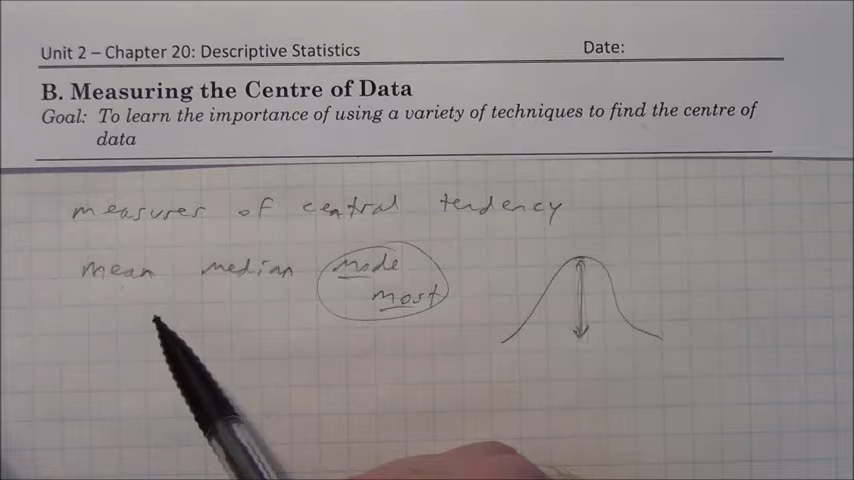 Unit 2 – Chapter 20: Descriptive Statistics Date:
B. Measuring the Centre of Data
Goal: To learn the importance of using a variety of techniques to find the centre of
data
measures of central tendency
mean median mode
most